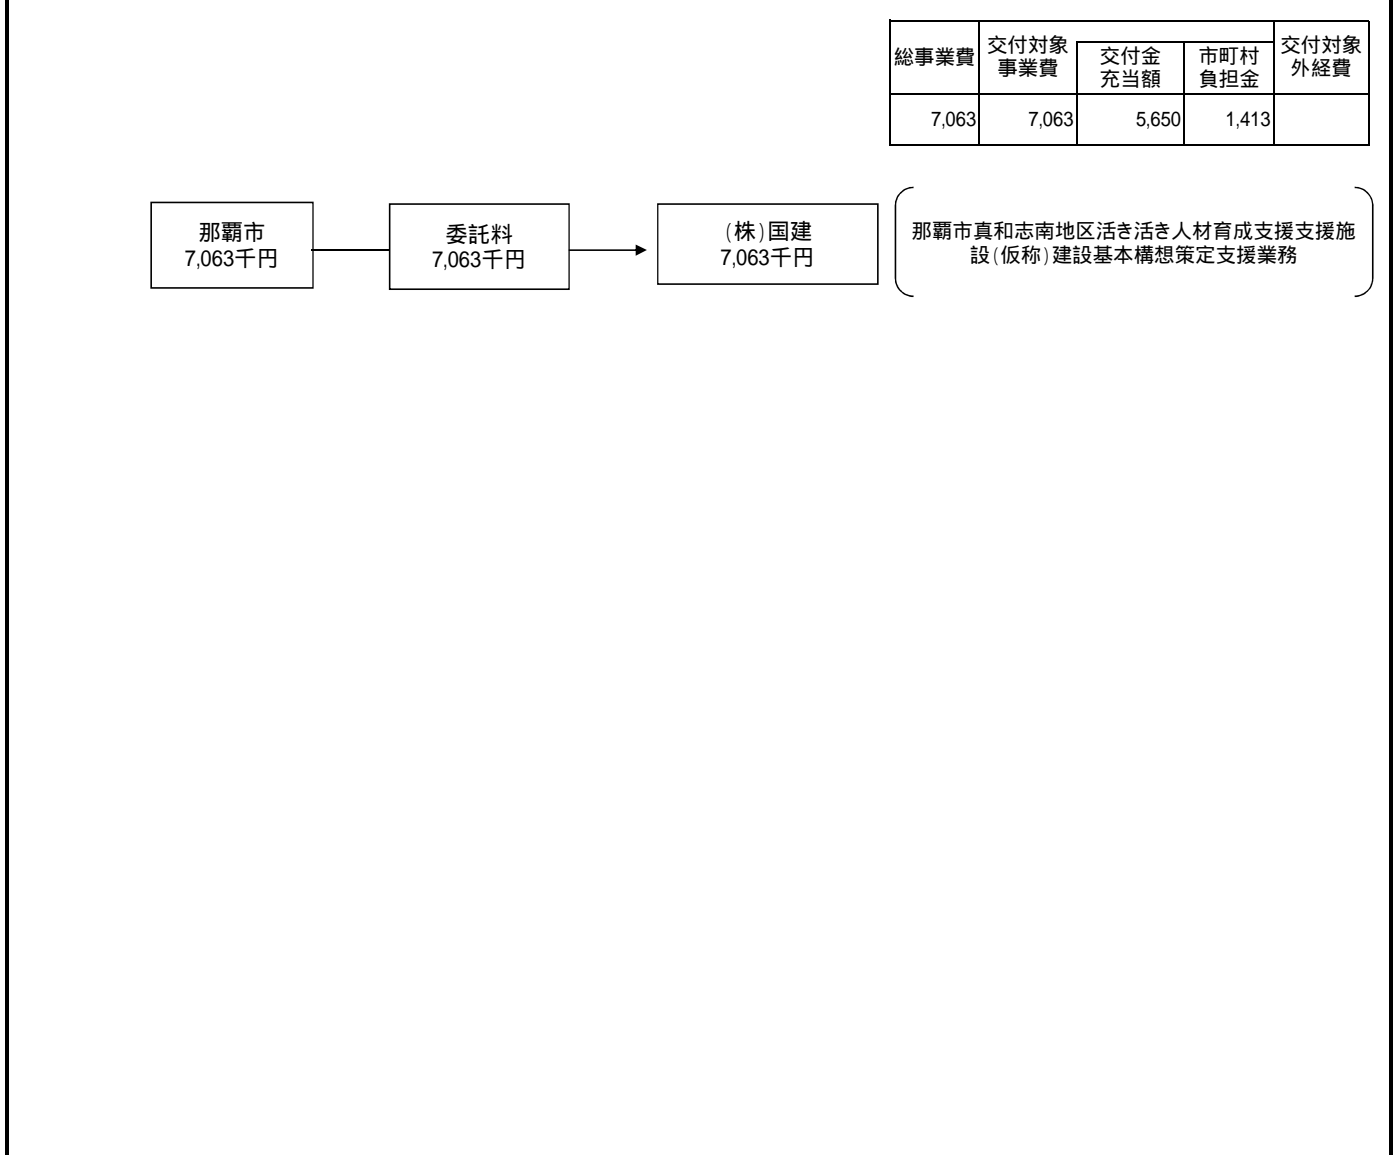 総事業費
交付対象
事業費
交付金
充当額
市町村
負担金
交付対象
外経費
7,063
7,063
5,650
1,413
那覇市
7,063千円
委託料
7,063千円
(株)国建
7,063千円
那覇市真和志南地区活き活き人材育成支援支援施
設(仮称)建設基本構想策定支援業務